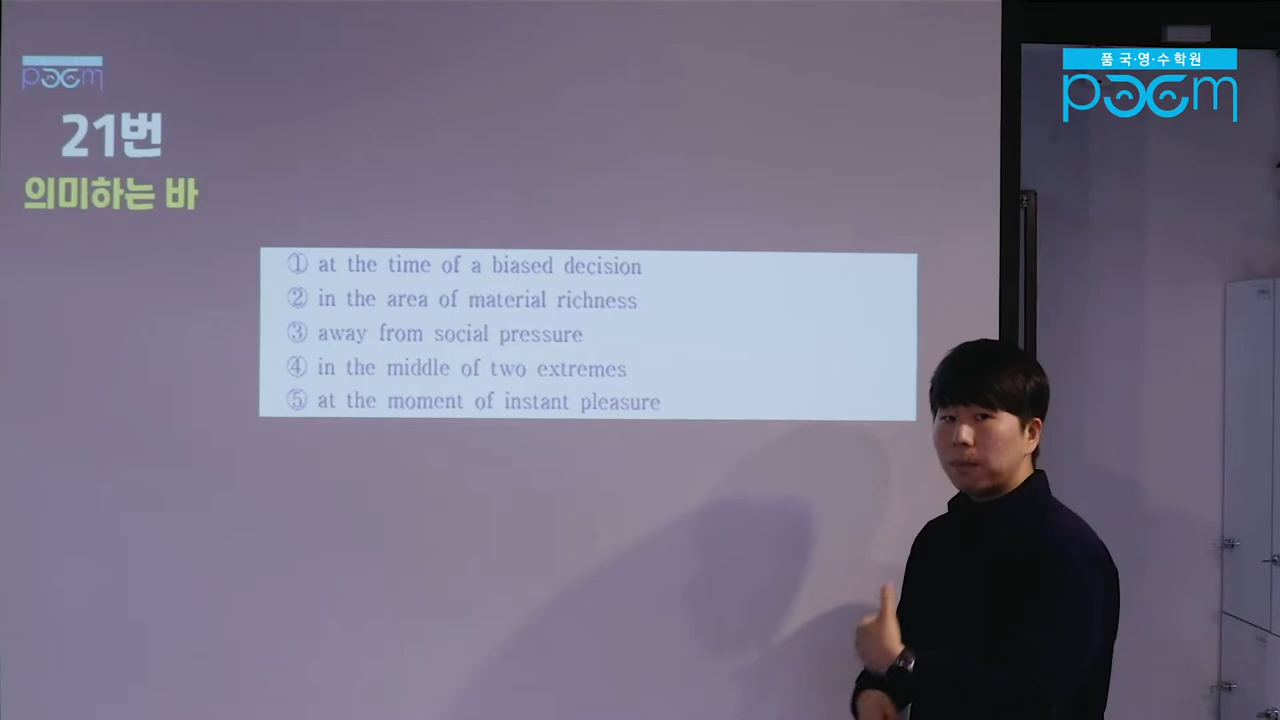 poem
21번
의미하는 바
① at the time of a biased decision
② in the area of material richness
③ away from social pressure
④ in the middle of two extremes
⑤ at the moment of instant pleasure
품 국·영·수 학원
poem